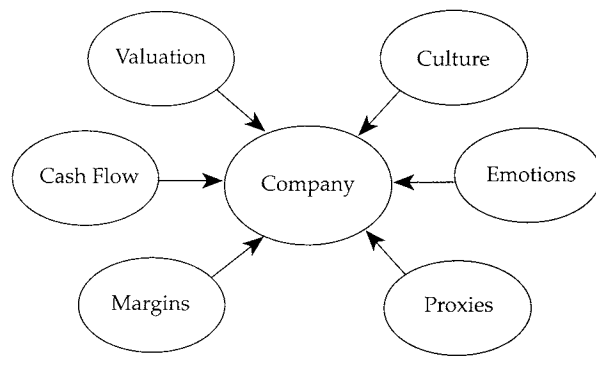 Valuation
Culture
Cash Flow
Company
Emotions
Margins
Proxies